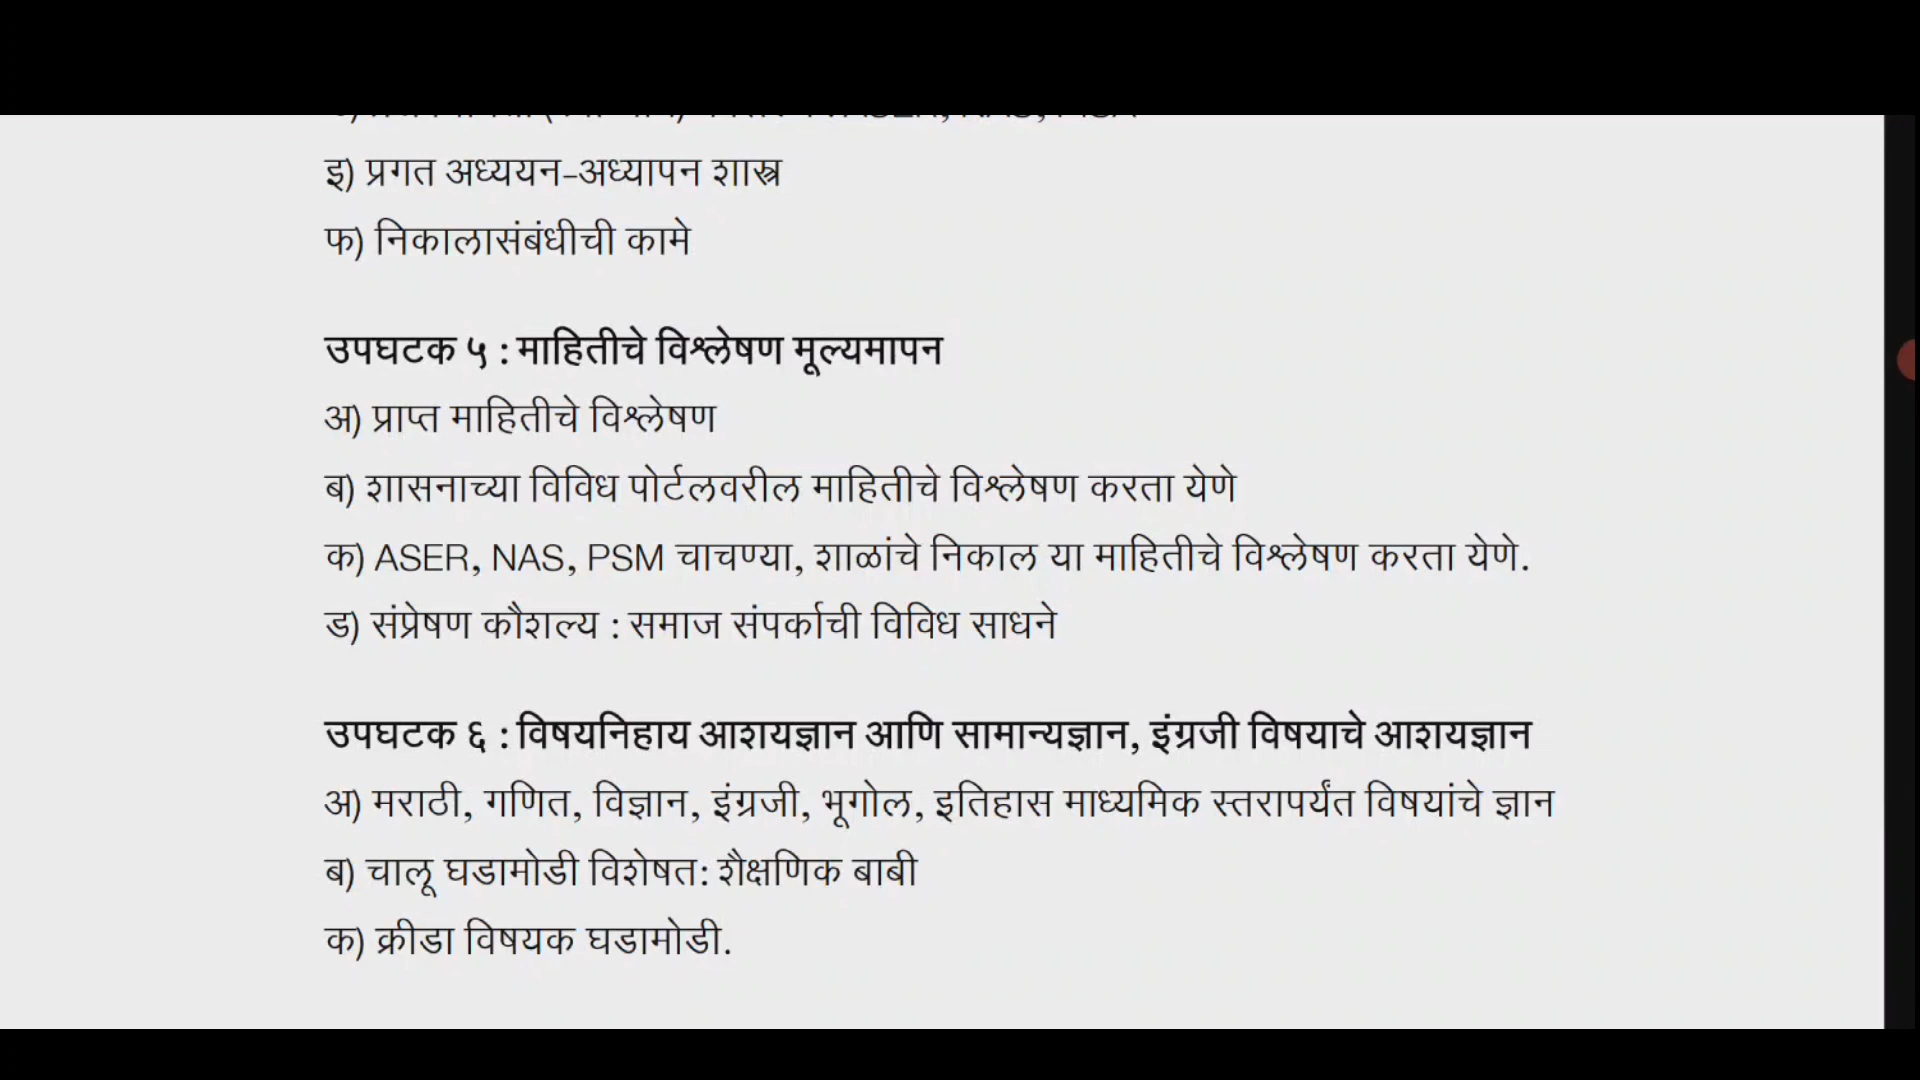 इ) प्रगत अध्ययन-अध्यापन शास्त्र
फ) निकालासंबंधीची कामे
उपघटक ५ : माहितीचे विश्लेषण मूल्यमापन
अ) प्राप्त माहितीचे विश्लेषण
ब) शासनाच्या विविध पोर्टलवरील माहितीचे विश्लेषण करता येणे
क) ASER, NAS, PSM चाचण्या, शाळांचे निकाल या माहितीचे विश्लेषण करता येणे.
ड) संप्रेषण कौशल्य : समाज संपर्काची विविध साधने
उपघटक ६ : विषयनिहाय आशयज्ञान आणि सामान्यज्ञान, इंग्रजी विषयाचे आशयज्ञान
अ) मराठी, गणित, विज्ञान, इंग्रजी, भूगोल, इतिहास माध्यमिक स्तरापर्यंत विषयांचे ज्ञान
ब) चालू घडामोडी विशेषत: शैक्षणिक बाबी
क) क्रीडा विषयक घडामोडी.